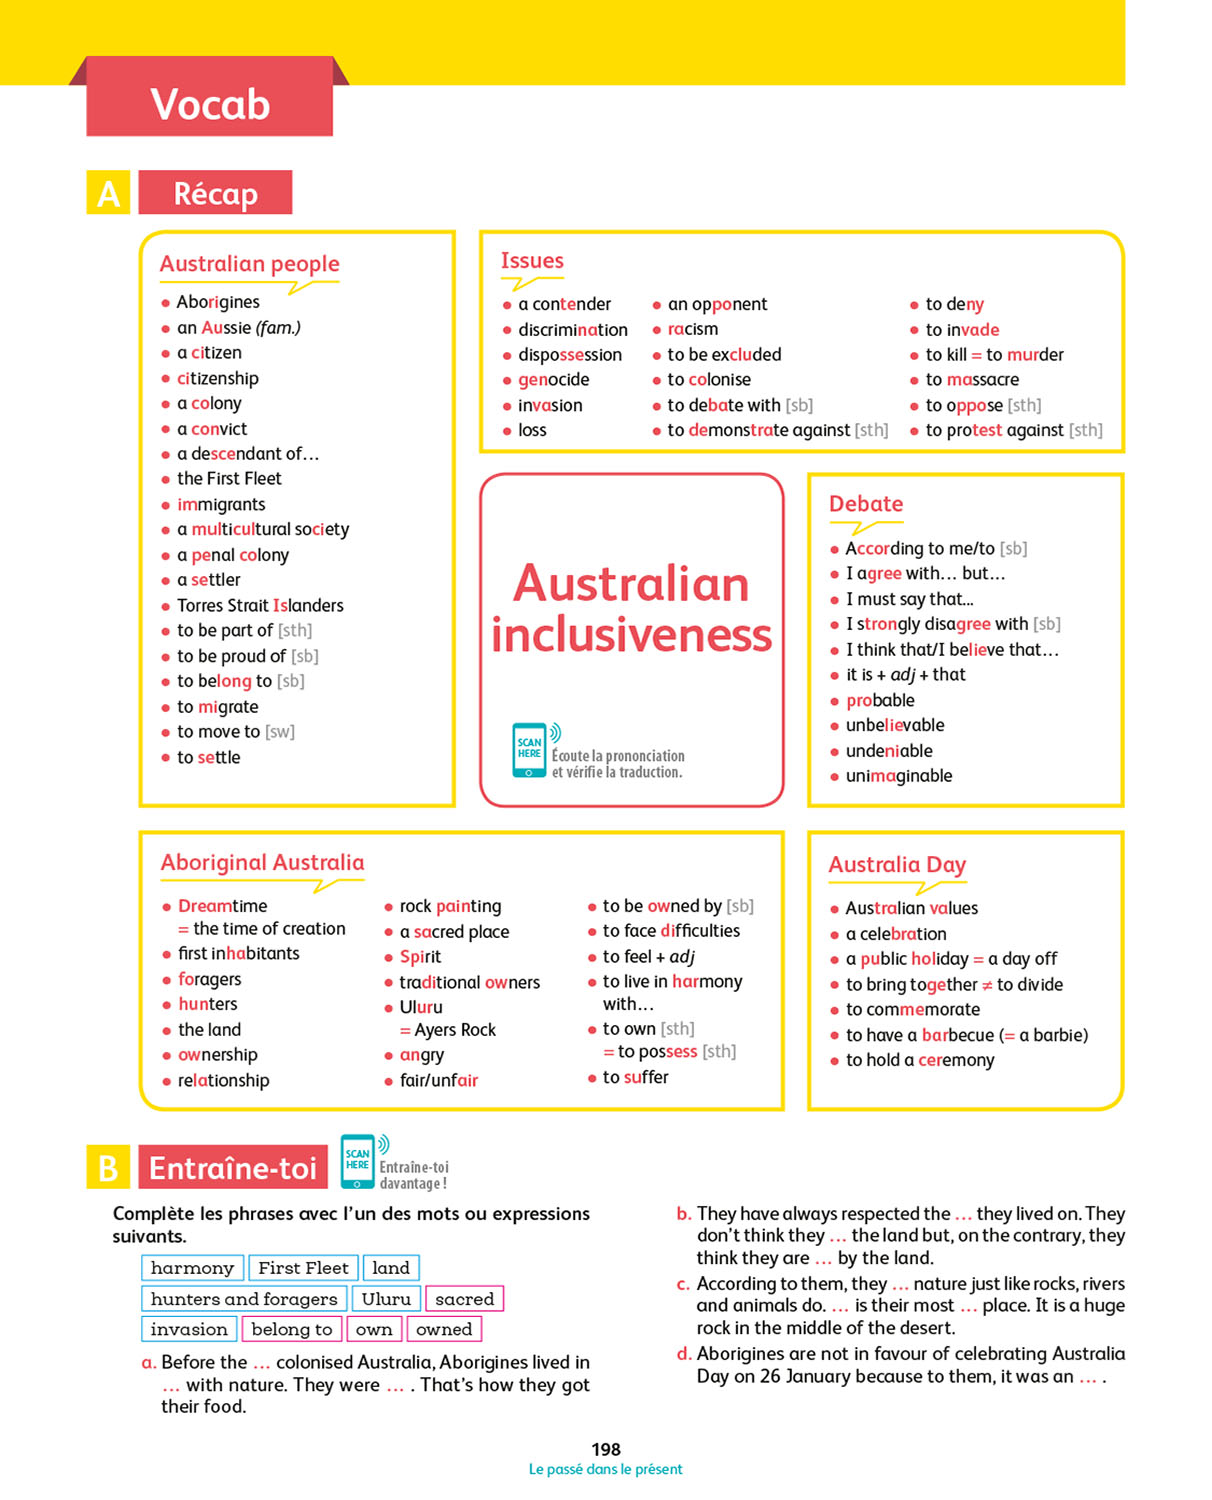 Vocab
A
Récap
Australian people
• Aborigines
• an Aussie (fam.)
• a citizen
• citizenship
• a colony
• a convict
• a descendant of…
• the First Fleet
• immigrants
• a multicultural society
• a penal colony
• a settler
• Torres Strait Islanders
• to be part of [sth]
• to be proud of [sb]
• to belong to [sb]
• to migrate
• to move to [sw]
• to settle
Issues
• a contender
• discrimination
• dispossession
• genocide
• invasion
• loss
• an opponent
• racism
• to be excluded
• to colonise
• to debate with [sb]
• to demonstrate against [sth]
• to deny
• to invade
• to kill = to murder
• to massacre
• to oppose [sth]
• to protest against [sth]
Australian
inclusiveness
SCAN
HERE
Écoute la prononciation
et vérifie la traduction.
Debate
• According to me/to [sb]
• I agree with… but…
• I must say that...
• I strongly disagree with [sb]
• I think that/I believe that…
• it is + adj + that
• probable
• unbelievable
• undeniable
• unimaginable
Aboriginal Australia
• Dreamtime
= the time of creation
• first inhabitants
• foragers
• hunters
• the land
• ownership
• relationship
• rock painting
• a sacred place
• Spirit
• traditional owners
• Uluru
= Ayers Rock
• angry
• fair/unfair
• to be owned by [sb]
• to face difficulties
• to feel + adj
• to live in harmony
with…
• to own [sth]
= to possess [sth]
• to suffer
Australia Day
• Australian values
• a celebration
• a public holiday = a day off
• to bring together ≠ to divide
• to commemorate
• to have a barbecue (= a barbie)
• to hold a ceremony
B
Entraîne-toi
SCAN
HERE
Entraîne-toi
davantage !
Complète les phrases avec l'un des mots ou expressions
suivants.
harmony First Fleet land
hunters and foragers Uluru sacred
invasion belong to own owned
a. Before the … colonised Australia, Aborigines lived in
… with nature. They were … . That's how they got
their food.
b. They have always respected the … they lived on. They
don't think they … the land but, on the contrary, they
think they are … by the land.
c. According to them, they … nature just like rocks, rivers
and animals do. … is their most … place. It is a huge
rock in the middle of the desert.
d. Aborigines are not in favour of celebrating Australia
Day on 26 January because to them, it was an … .
198
Le passé dans le présent